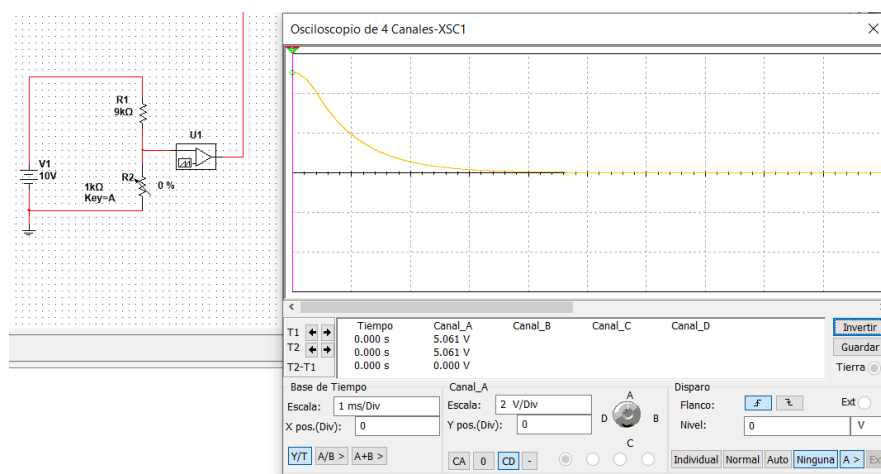 Osciloscopio de 4 Canales-XSC1
R1
9kΩ
U1
V1
10V
R2
0 %
1kΩ
Key=A
Tiempo Canal_A Canal_B Canal_C Canal_D
T1 0.000 s 5.061 V
T2 0.000 s 5.061 V
T2-T1 0.000 s 0.000 V
Invertir
Guardar
Tierra
Base de Tiempo
Escala: 1 ms/Div
X pos.(Div): 0
Y/T A/B > A+B >
Canal_A
Escala: 2 V/Div
Y pos.(Div): 0
CA 0 CD -
A
D B
C
Disparo
Flanco: Ext
Nivel: 0 V
Individual Normal Auto Ninguna A >